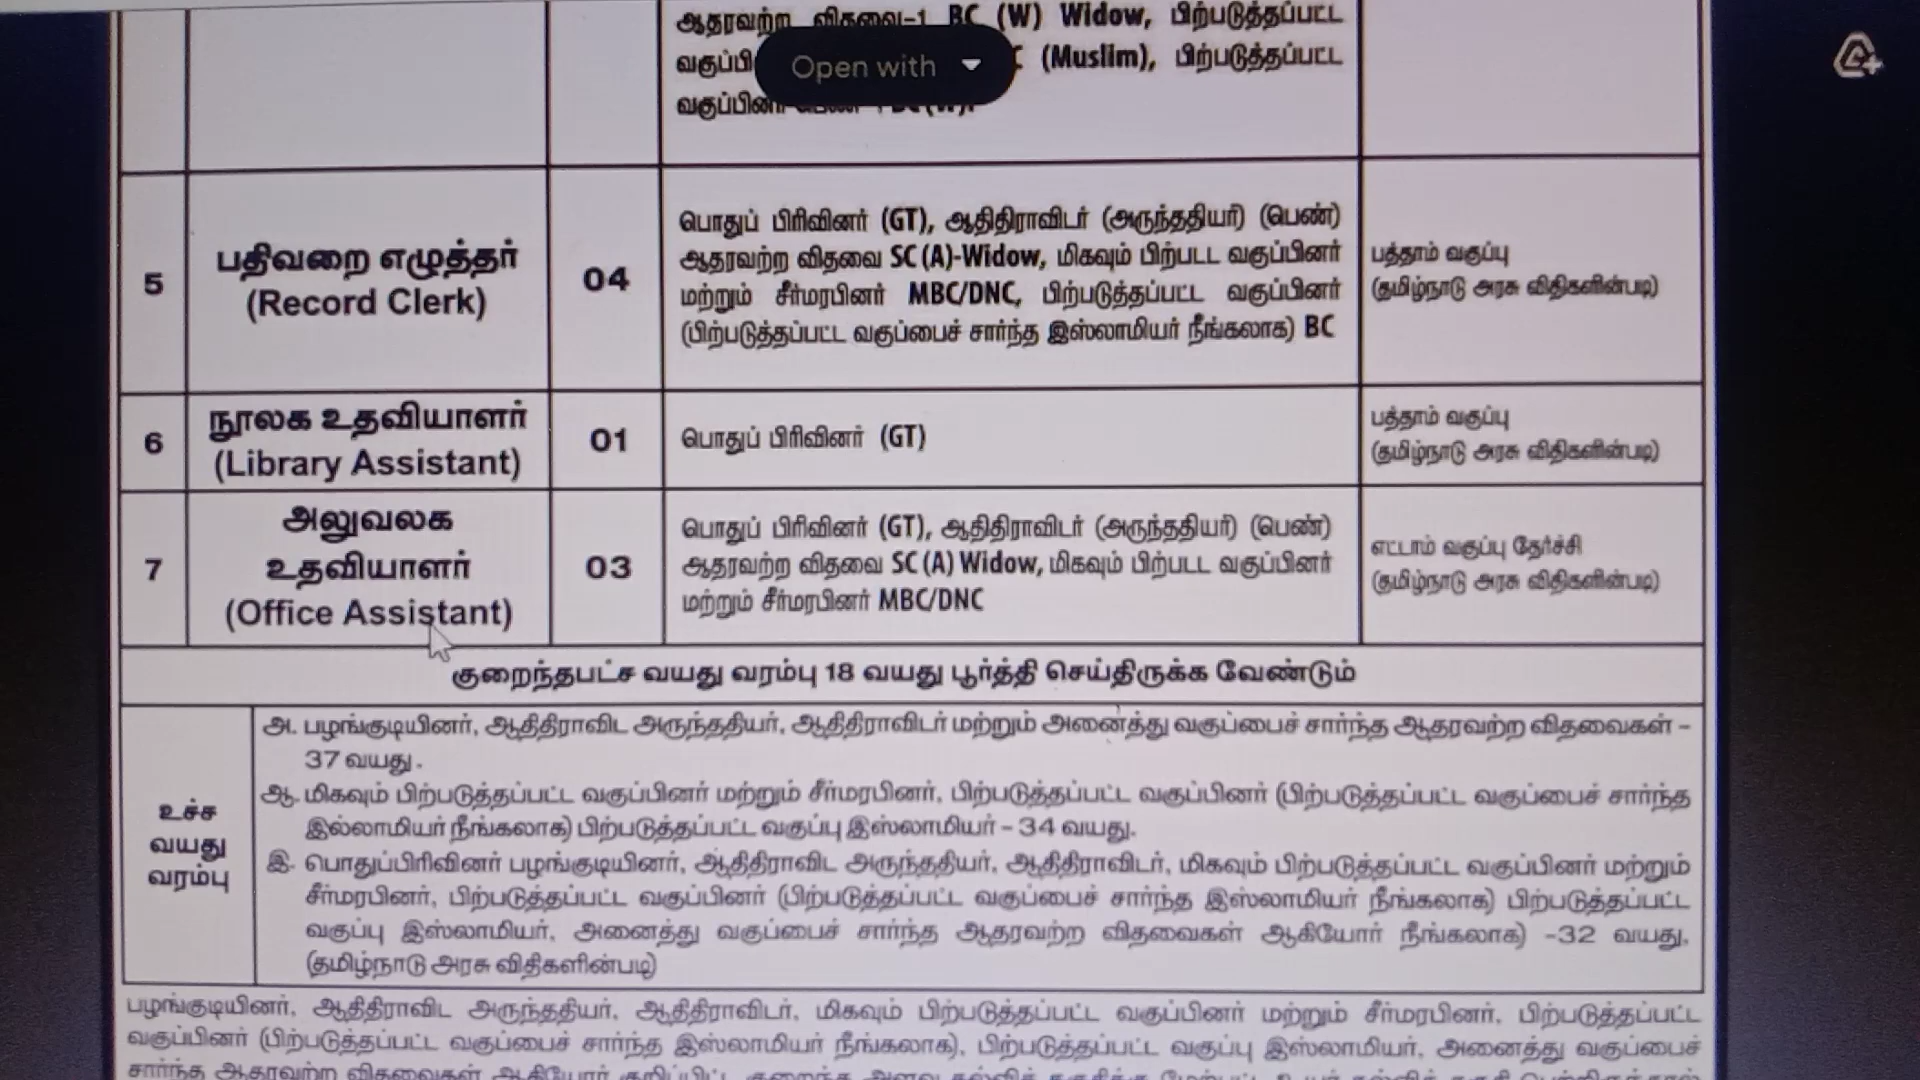 ஆதரவற்ற விதவை-1 BC (W) Widow, பிற்படுத்தப்பட்ட
வகுப்பி (Muslim), பிற்படுத்தப்பட்ட
Open with
5
பதிவறை எழுத்தர்
(Record Clerk)
04
பொதுப் பிரிவினர் (GT), ஆதிதிராவிடர் (அருந்ததியர்) (பெண்)
ஆதரவற்ற விதவை SC(A)-Widow, மிகவும் பிற்படட வகுப்பினர்
மற்றும் சீர்மரபினர் MBC/DNC, பிற்படுத்தப்பட்ட வகுப்பினர்
(பிற்படுத்தப்பட்ட வகுப்பைச் சார்ந்த இஸ்லாமியர் நீங்கலாக) BC
பத்தாம் வகுப்பு
(தமிழ்நாடு அரசு விதிகளின்படி)
6
நூலக உதவியாளர்
(Library Assistant)
01
பொதுப் பிரிவினர் (GT)
பத்தாம் வகுப்பு
(தமிழ்நாடு அரசு விதிகளின்படி)
7
அலுவலக
உதவியாளர்
(Office Assistant)
03
பொதுப் பிரிவினர் (GT), ஆதிதிராவிடர் (அருந்ததியர்) (பெண்)
ஆதரவற்ற விதவை SC(A) Widow, மிகவும் பிற்படட வகுப்பினர்
மற்றும் சீர்மரபினர் MBC/DNC
எட்டாம் வகுப்பு தேர்ச்சி
(தமிழ்நாடு அரசு விதிகளின்படி)
குறைந்தபட்ச வயது வரம்பு 18 வயது பூர்த்தி செய்திருக்க வேண்டும்
உச்ச
வயது
வரம்பு
அ. பழங்குடியினர், ஆதிதிராவிட அருந்ததியர், ஆதிதிராவிடர் மற்றும் அனைத்து வகுப்பைச் சார்ந்த ஆதரவற்ற விதவைகள் –
37 வயது.
ஆ. மிகவும் பிற்படுத்தப்பட்ட வகுப்பினர் மற்றும் சீர்மரபினர், பிற்படுத்தப்பட்ட வகுப்பினர் (பிற்படுத்தப்பட்ட வகுப்பைச் சார்ந்த
இல்லாமியர் நீங்கலாக) பிற்படுத்தப்பட்ட வகுப்பு இஸ்லாமியர் – 34 வயது.
இ. பொதுப்பிரிவினர் பழங்குடியினர், ஆதிதிராவிட அருந்ததியர், ஆதிதிராவிடர், மிகவும் பிற்படுத்தப்பட்ட வகுப்பினர் மற்றும்
சீர்மரபினர், பிற்படுத்தப்பட்ட வகுப்பினர் (பிற்படுத்தப்பட்ட வகுப்பைச் சார்ந்த இஸ்லாமியர் நீங்கலாக) பிற்படுத்தப்பட்ட
வகுப்பு இஸ்லாமியர், அனைத்து வகுப்பைச் சார்ந்த ஆதரவற்ற விதவைகள் ஆகியோர் நீங்கலாக) -32 வயது.
(தமிழ்நாடு அரசு விதிகளின்படி)
பழங்குடியினர், ஆதிதிராவிட அருந்ததியர், ஆதிதிராவிடர், மிகவும் பிற்படுத்தப்பட்ட வகுப்பினர் மற்றும் சீர்மரபினர், பிற்படுத்தப்பட்ட
வகுப்பினர் (பிற்படுத்தப்பட்ட வகுப்பைச் சார்ந்த இஸ்லாமியர் நீங்கலாக), பிற்படுத்தப்பட்ட வகுப்பு இஸ்லாமியர், அனைத்து வகுப்பைச்